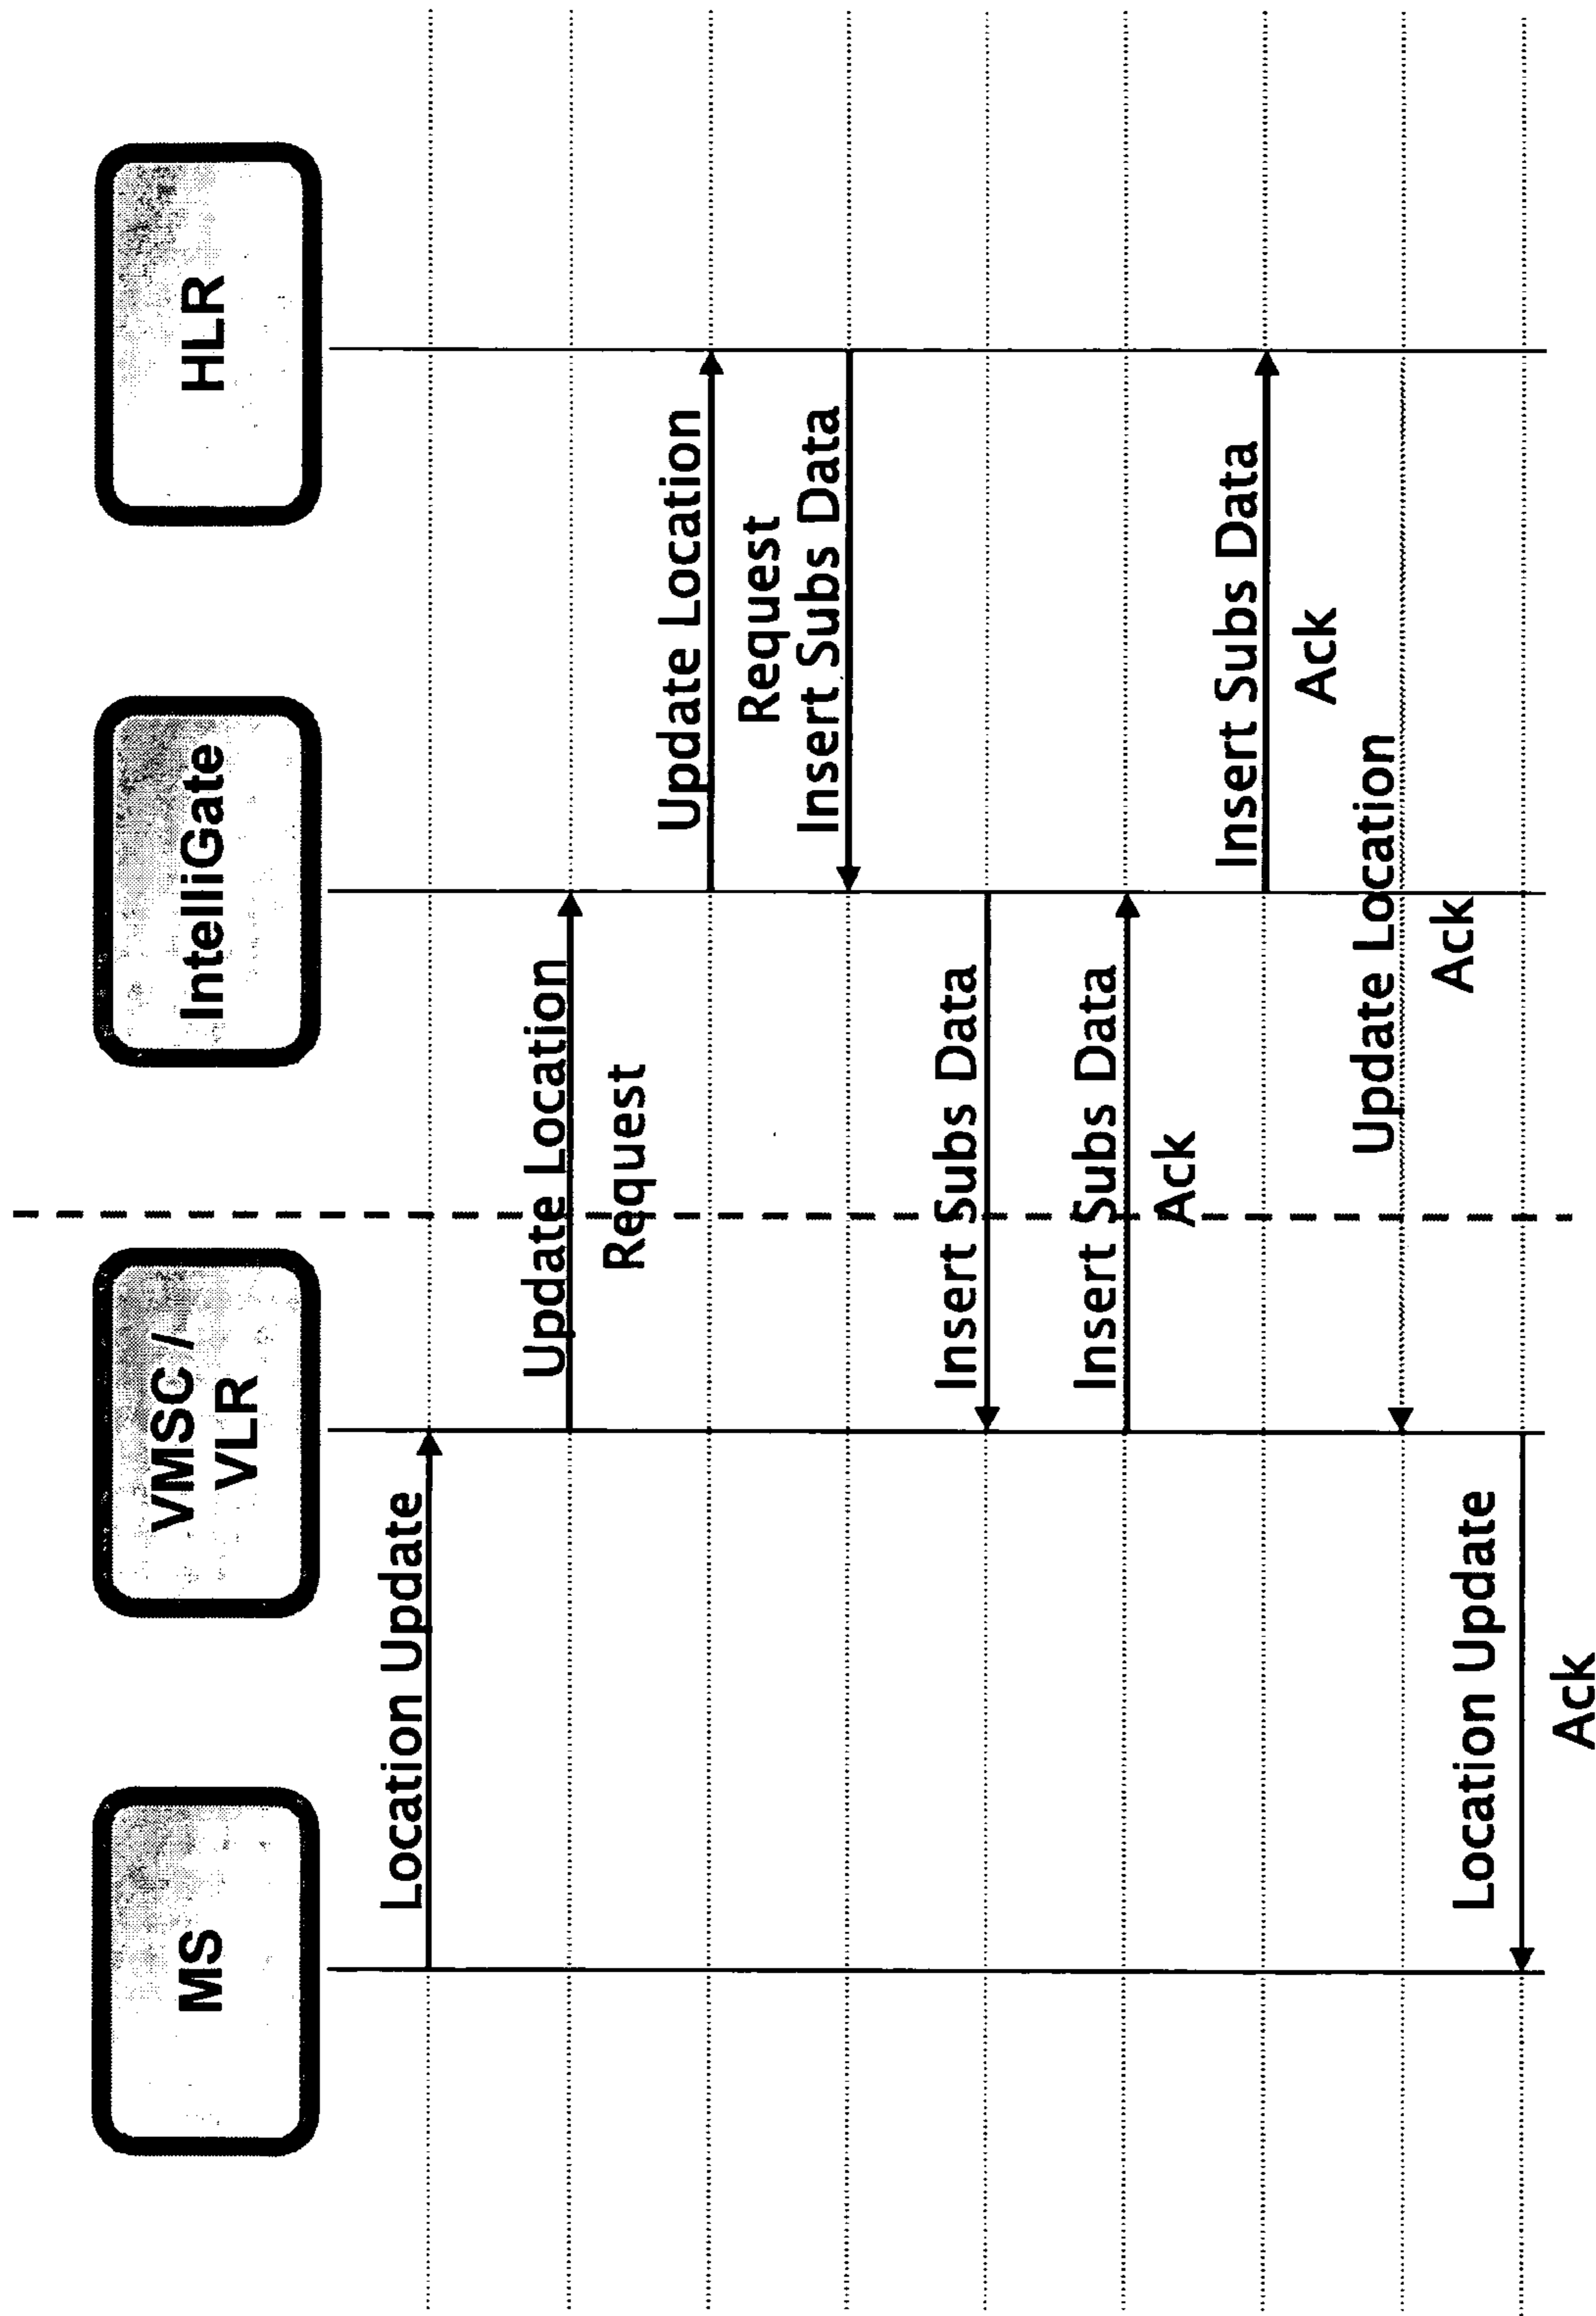 MS
VMSC /
VLR
IntelliGate
HLR
Location Update
Update Location
Request
Update Location
Request
Insert Subs Data
Insert Subs Data
Insert Subs Data
Ack
Insert Subs Data
Ack
Update Location
Ack
Location Update
Ack